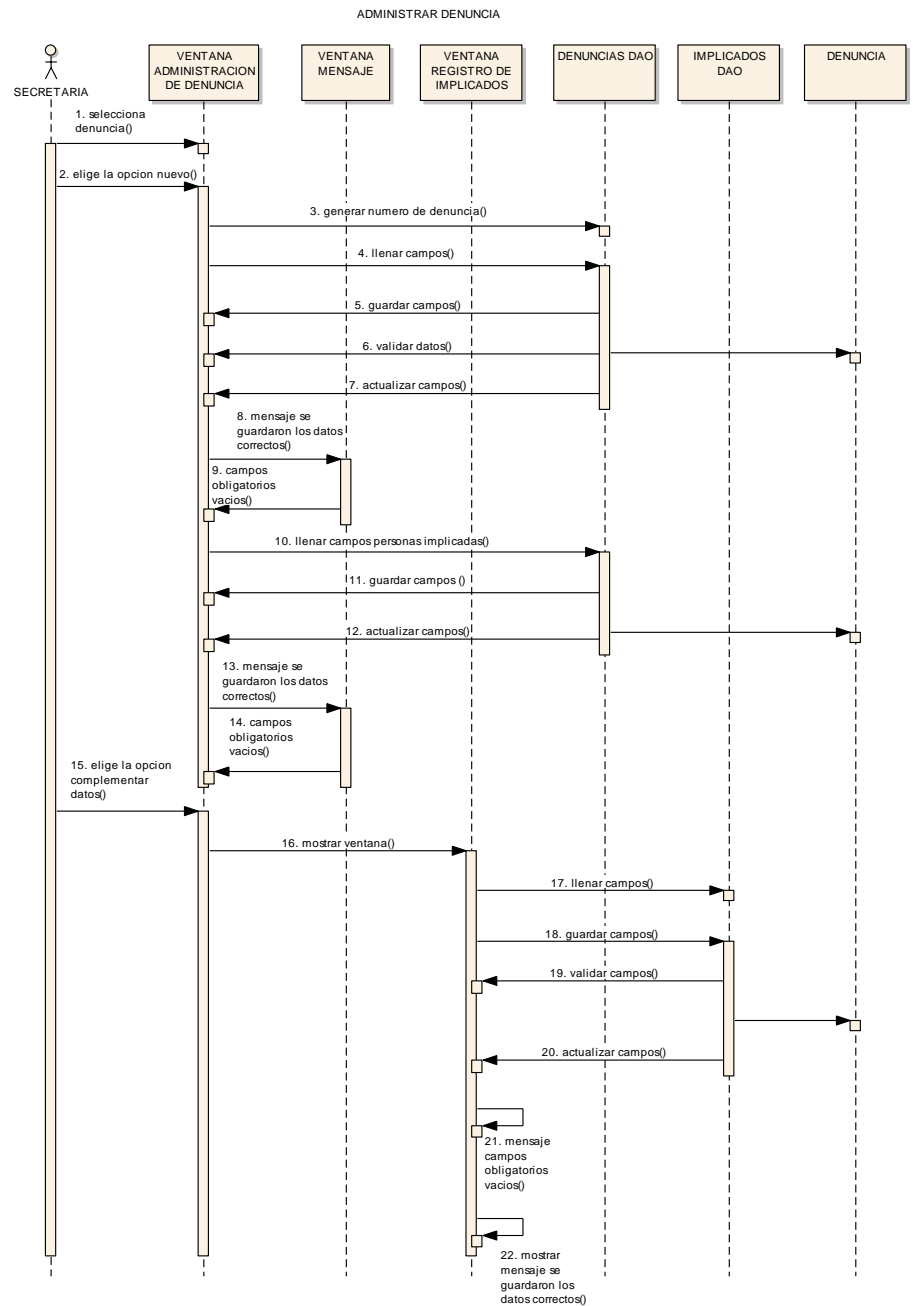 ADMINISTRAR DENUNCIA
SECRETARIA
VENTANA
ADMINISTRACION
DE DENUNCIA
VENTANA
MENSAJE
VENTANA
REGISTRO DE
IMPLICADOS
DENUNCIAS DAO
IMPLICADOS
DAO
DENUNCIA
1. selecciona
denuncia()
2. elige la opcion nuevo()
3. generar numero de denuncia()
4. llenar campos()
5. guardar campos()
6. validar datos()
7. actualizar campos()
8. mensaje se
guardaron los datos
correctos()
9. campos
obligatorios
vacios()
10. llenar campos personas implicadas()
11. guardar campos ()
12. actualizar campos()
13. mensaje se
guardaron los datos
correctos()
14. campos
obligatorios
vacios()
15. elige la opcion
complementar
datos()
16. mostrar ventana()
17. llenar campos()
18. guardar campos()
19. validar campos()
20. actualizar campos()
21. mensaje
campos
obligatorios
vacios()
22. mostrar
mensaje se
guardaron los
datos correctos()